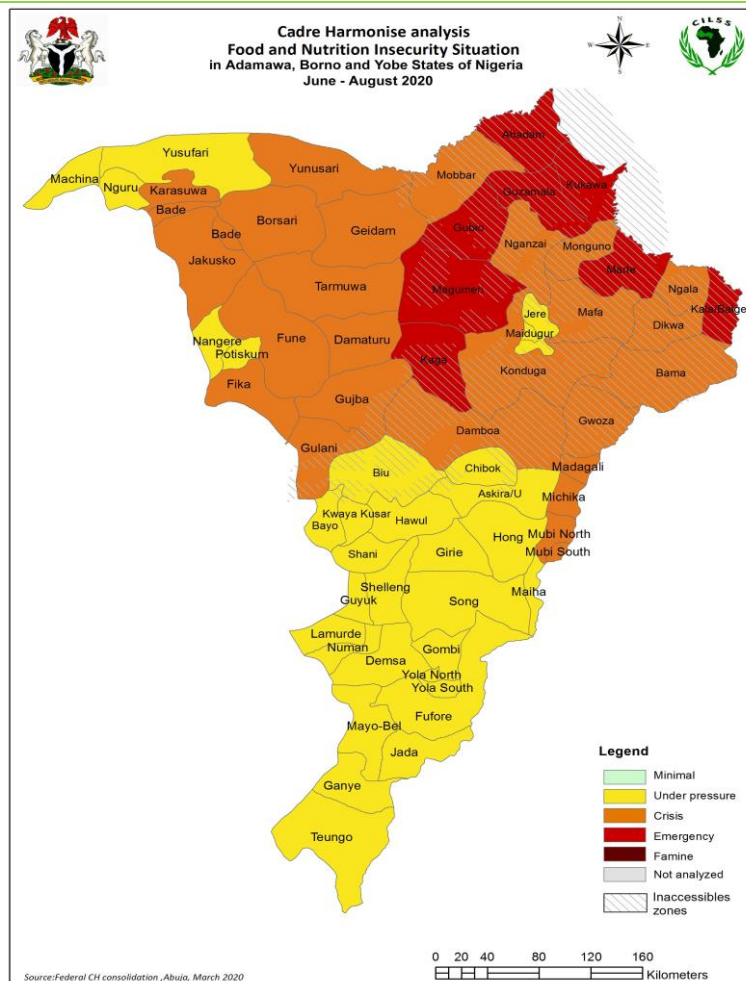 Cadre Harmonise analysis
Food and Nutrition Insecurity Situation
in Adamawa, Borno and Yobe States of Nigeria
June - August 2020
N
W
E
S
CILSS
Abadam
Yusufari
Yunusari
Mobbar
Kukawa
Machina
Nguru
Karasuwa
Guzamala
Bade
Borsari
Geidam
Gubio
Bade
Nganzai
Monguno
Jakusko
Marte
Tarmuwa
Magumeri
Ngala
Kala/Balge
Jere
Mafa
Nangere
Fune
Damaturu
Maidugur
Dikwa
Potiskum
Kaga
Konduga
Bama
Fika
Gujba
Gwoza
Damboa
Gulani
Madagali
Biu
Chibok
Askira/U
Michika
Kwaya Kusar
Bayo
Hawul
Mubi North
Hong
Mubi South
Shani
Girie
Shelleng
Maiha
Guyuk
Song
Lamurde
Numan
Gombi
Demsa
Yola North
Yola South
Fufore
Mayo-Bel
Jada
Ganye
Teungo
Legend
Minimal
Under pressure
Crisis
Emergency
Famine
Not analyzed
Inaccessibles
zones
0 20 40 80 120 160
Kilometers
Source:Federal CH consolidation ,Abuja, March 2020